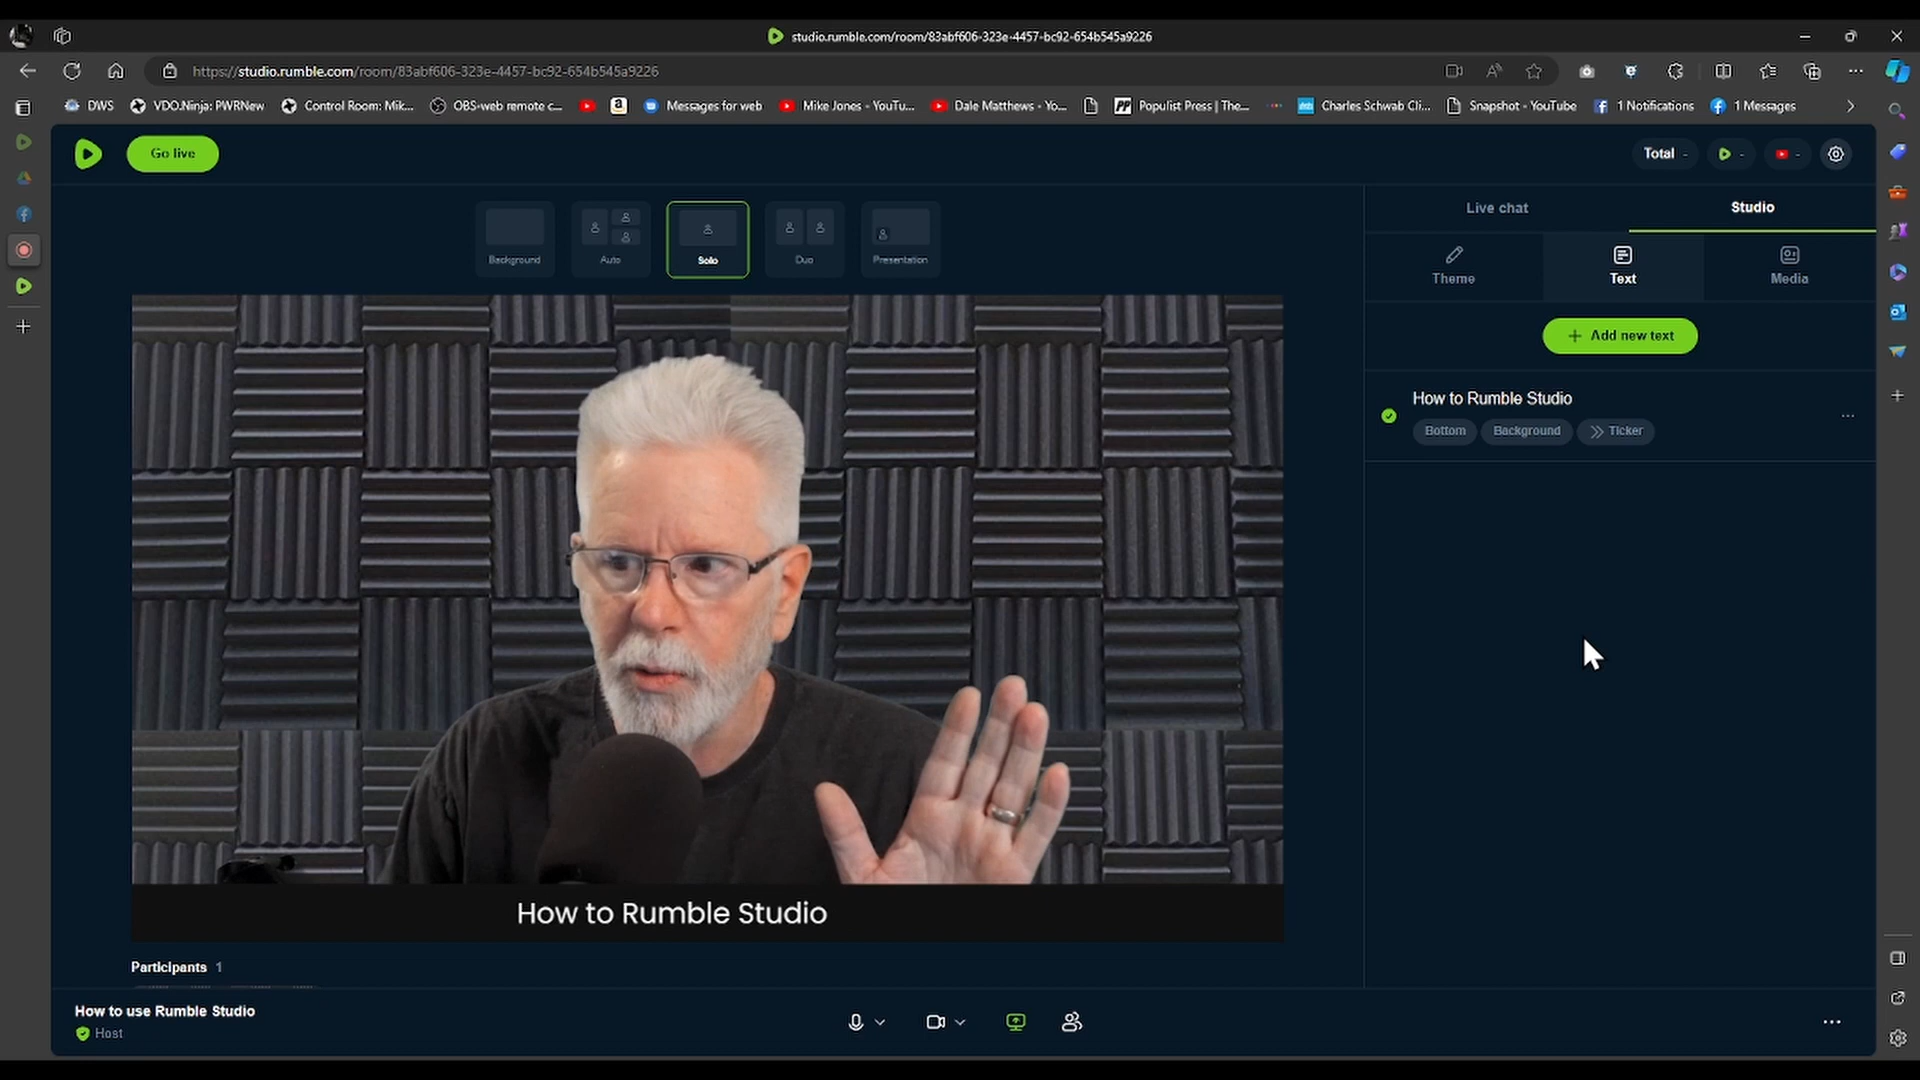 studio.rumble.com/room/83abf606-323e-4457-bc92-654b545a9226
https://studio.rumble.com/room/83abf606-323e-4457-bc92-654b545a9226
DWS VDO.Ninja: PWRNew Control Room: Mik... OBS-web remote c... Messages for web Mike Jones - YouTu... Dale Matthews - Yo... Populist Press | The... Charles Schwab Cli... Snapshot - YouTube 1 Notifications 1 Messages
Go live
Total - - -
Live chat Studio
Background Auto Solo Duo Presentation
Theme Text Media
+ Add new text
How to Rumble Studio
Bottom Background Ticker
How to Rumble Studio
Participants 1
How to use Rumble Studio
Host